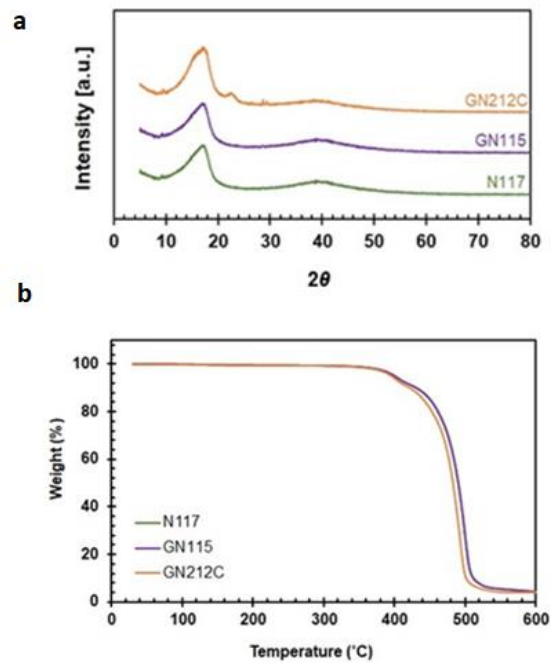 a
Intensity [a.u.]
GN212C
GN115
N117
0 10 20 30 40 50 60 70 80
2θ
b
Weight (%)
100
80
60
40
20
0
N117
GN115
GN212C
100 200 300 400 500 600
Temperature (˚C)